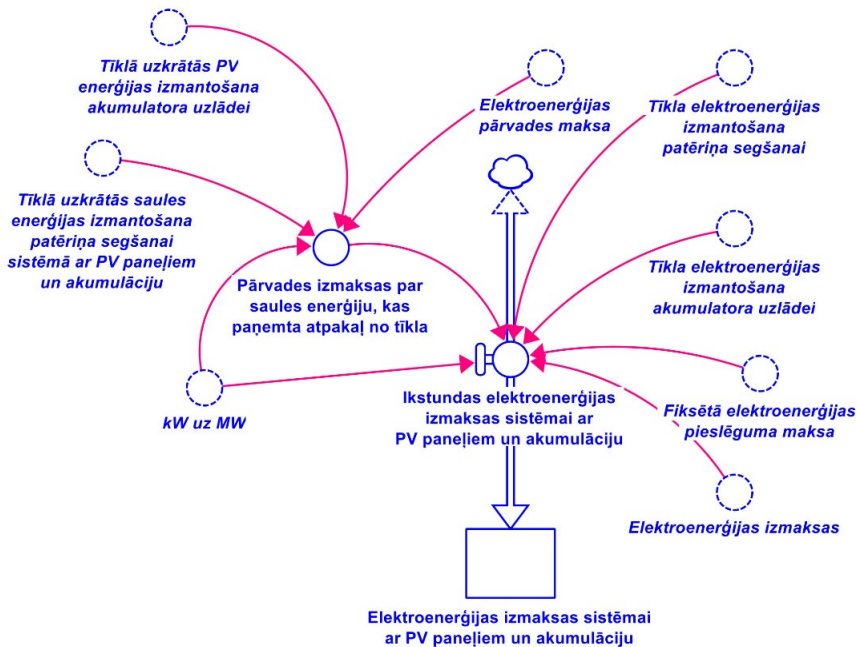 Tīklā uzkrātās PV
enerģijas izmantošana
akumulatora uzlādei
Elektroenerģijas
pārvades maksa
Tīkla elektroenerģijas
izmantošana
patēriņa segšanai
Tīklā uzkrātās saules
enerģijas izmantošana
patēriņa segšanai
sistēmā ar PV paneļiem
un akumulāciju
Pārvades izmaksas par
saules enerģiju, kas
paņemta atpakaļ no tīkla
Tīkla elektroenerģijas
izmantošana
akumulatora uzlādei
kW uz MW
Ikstundas elektroenerģijas
izmaksas sistēmai ar
PV paneļiem un akumulāciju
Fiksētā elektroenerģijas
pieslēguma maksa
Elektroenerģijas izmaksas
Elektroenerģijas izmaksas sistēmai
ar PV paneļiem un akumulāciju